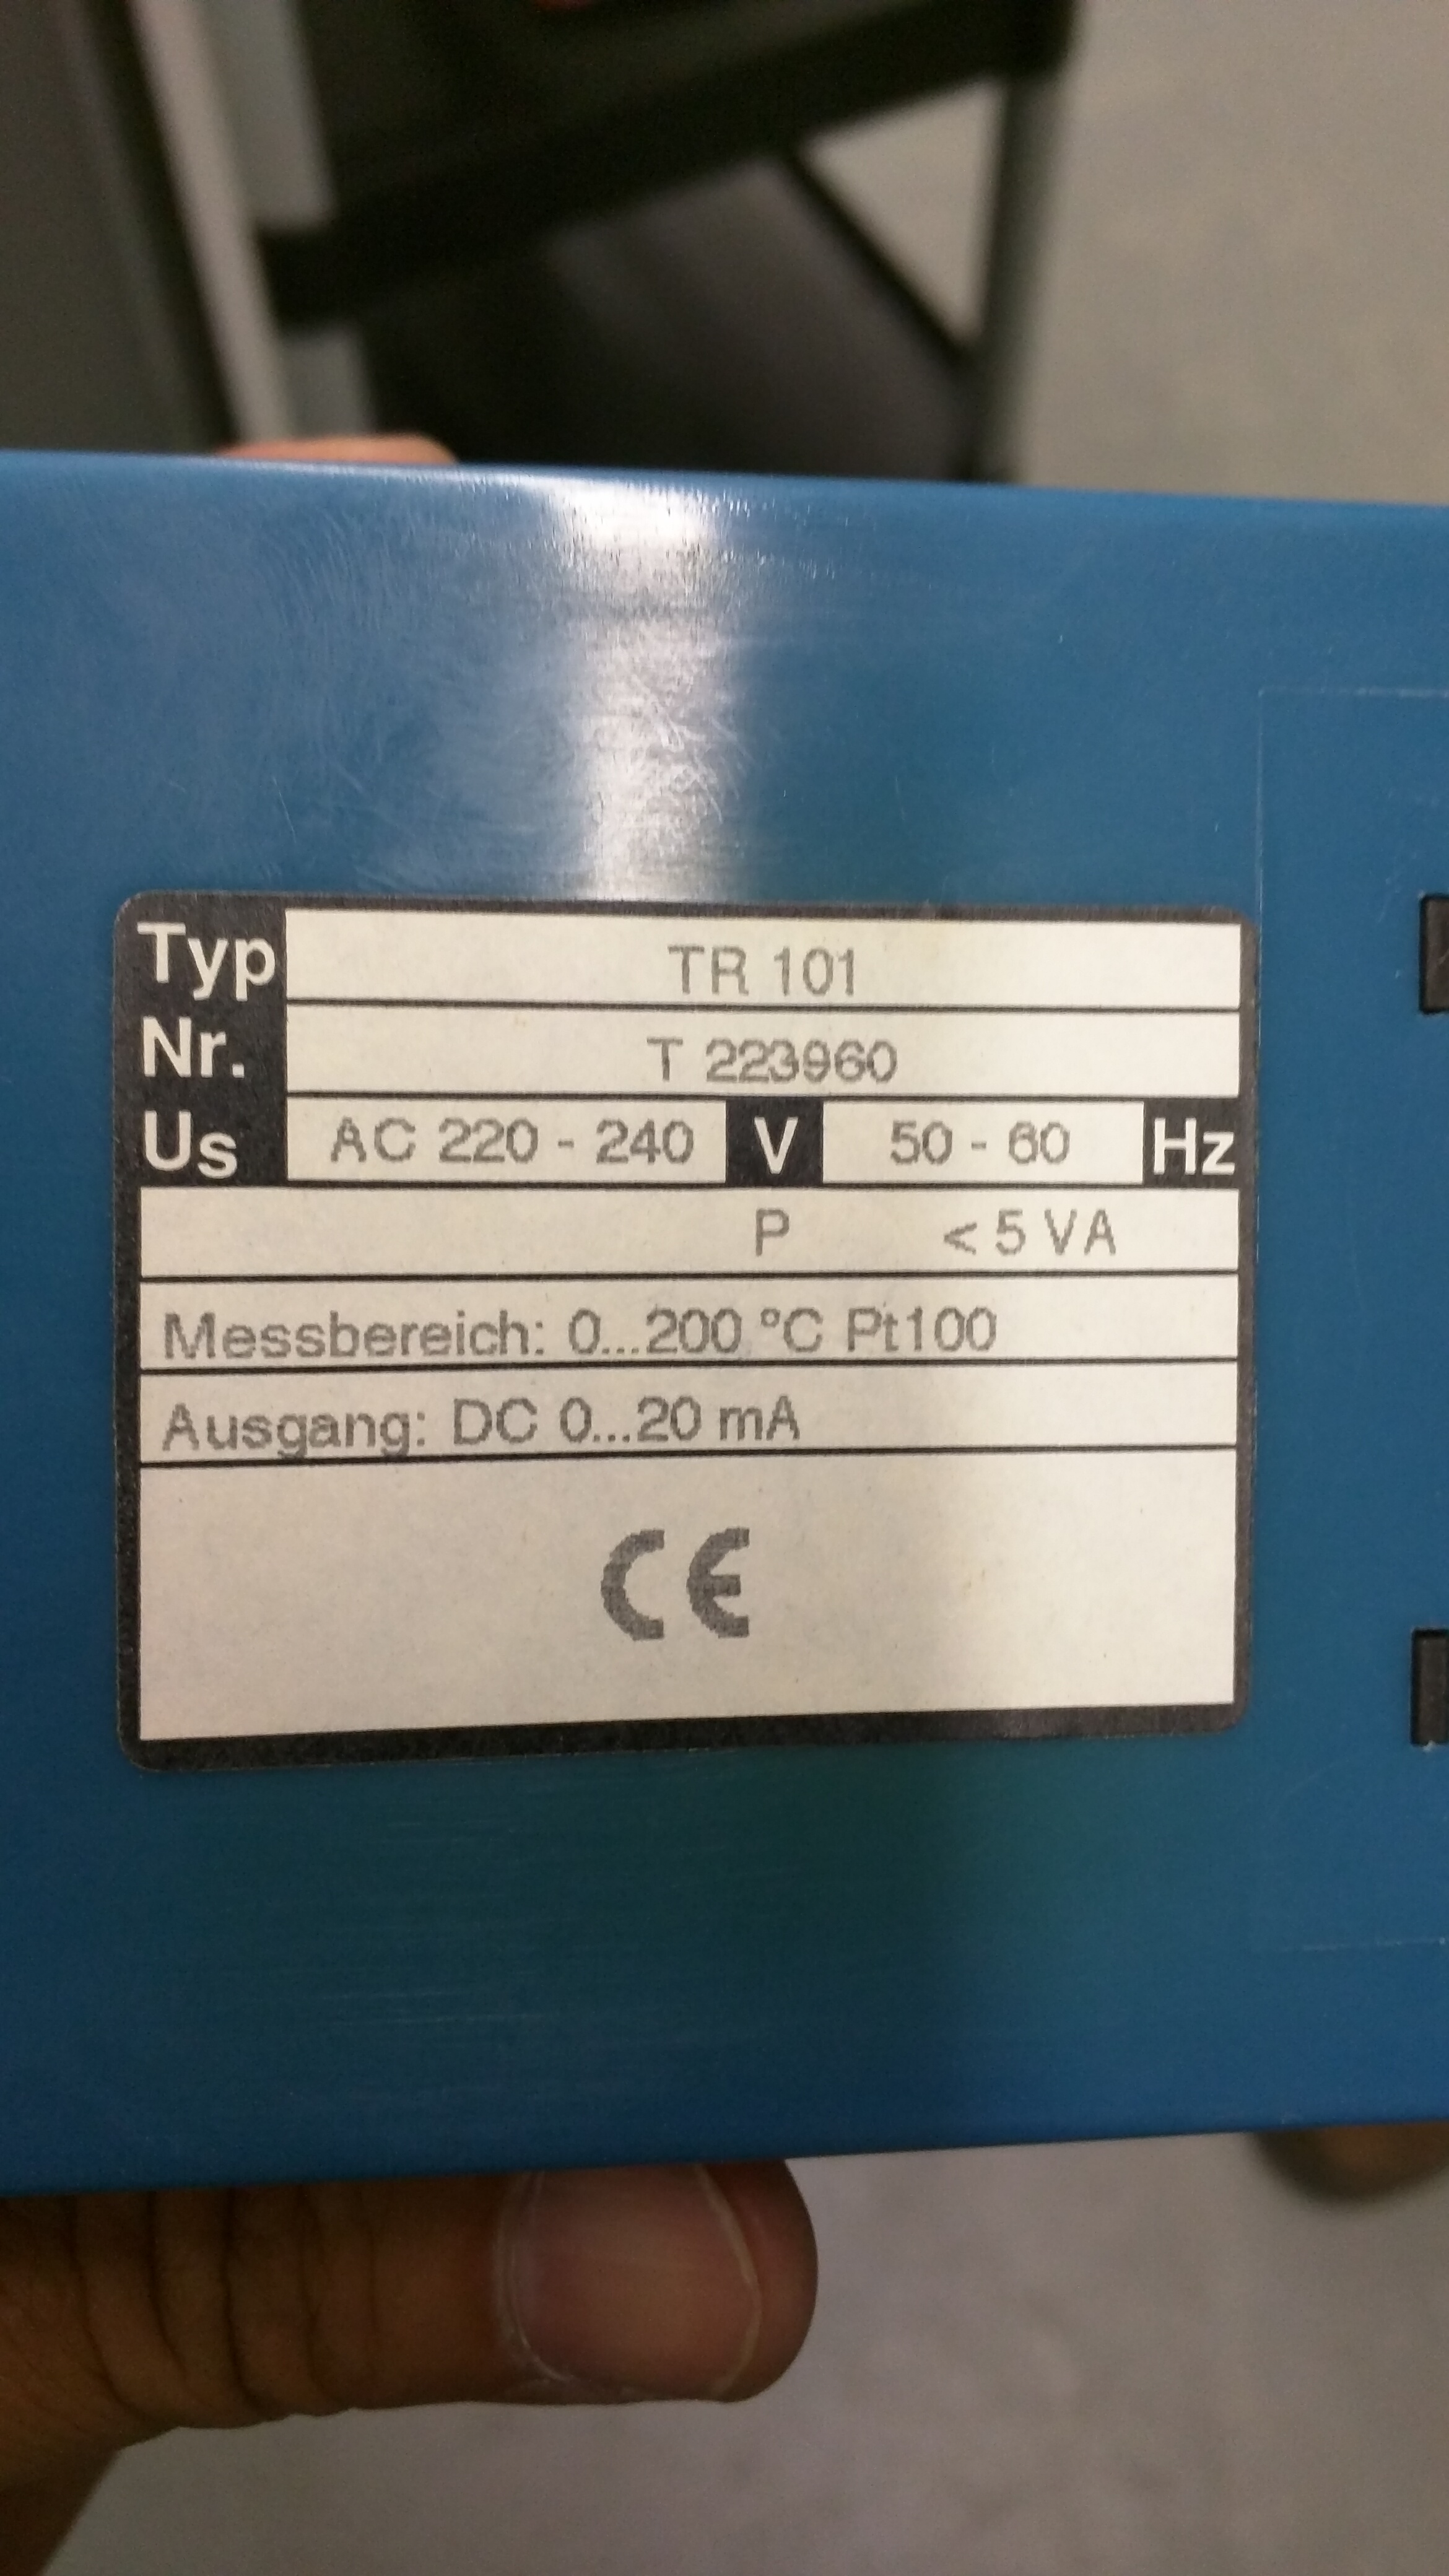 Typ TR 101
Nr. T 223960
Us AC 220 - 240 V 50 - 60 Hz
P < 5 VA
Messbereich: 0...200 °C Pt100
Ausgang: DC 0...20 mA
CE